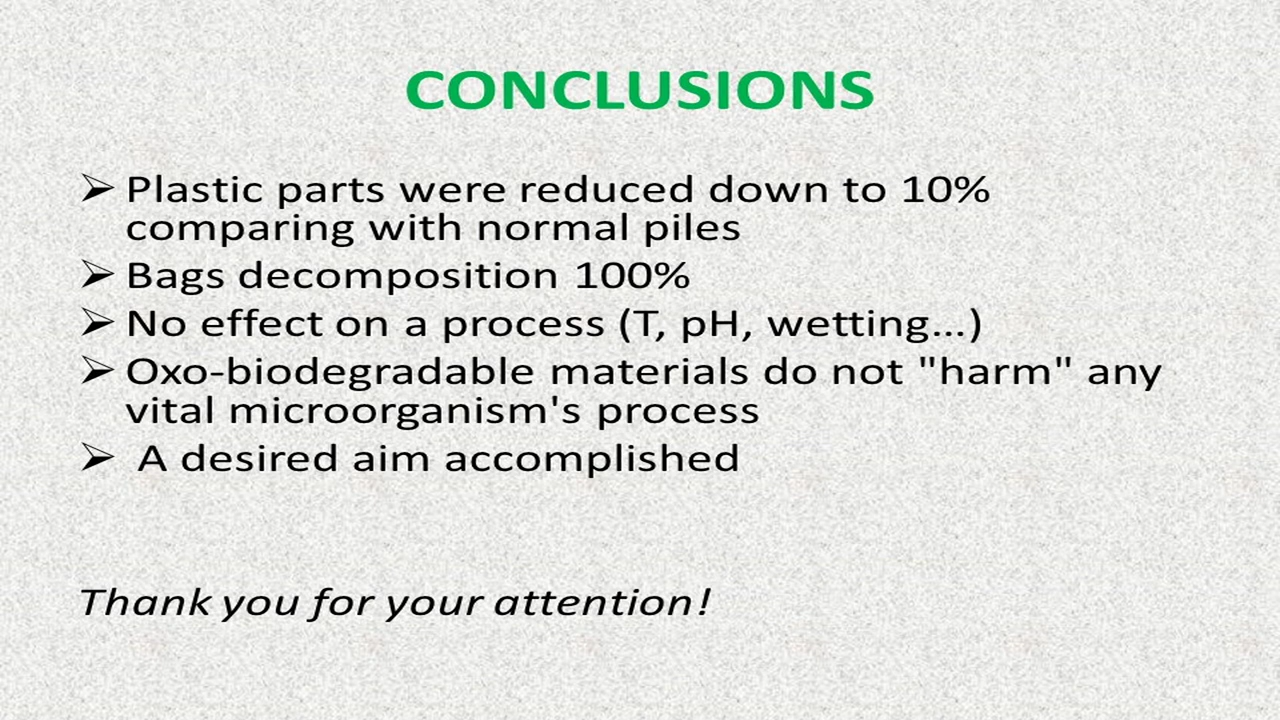 CONCLUSIONS
➢ Plastic parts were reduced down to 10%
comparing with normal piles
➢ Bags decomposition 100%
➢ No effect on a process (T, pH, wetting...)
➢ Oxo-biodegradable materials do not "harm" any
vital microorganism's process
➢ A desired aim accomplished
Thank you for your attention!